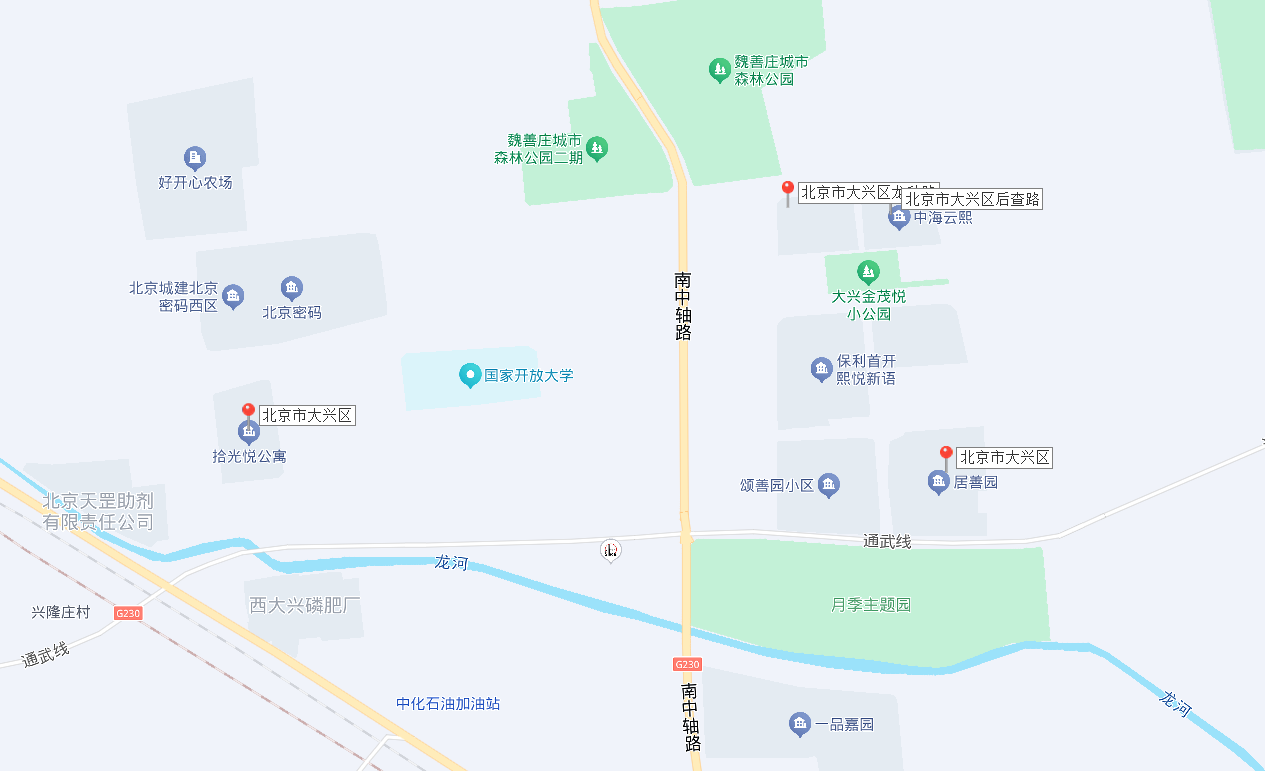 魏善庄城市
森林公园
魏善庄城市
森林公园二期
好开心农场
北京市大兴区
北京市大兴区后查路
中海云熙
南中轴路
北京城建北京
密码西区
北京密码
大兴金茂悦
小公园
保利首开
熙悦新语
国家开放大学
北京市大兴区
拾光悦公寓
北京市大兴区
颂善园小区
居善园
北京天罡助剂
有限责任公司
通武线
龙河
西大兴磷肥厂
月季主题园
兴隆庄村
G230
通武线
G230
南中轴路
中化石油加油站
龙河
一品嘉园